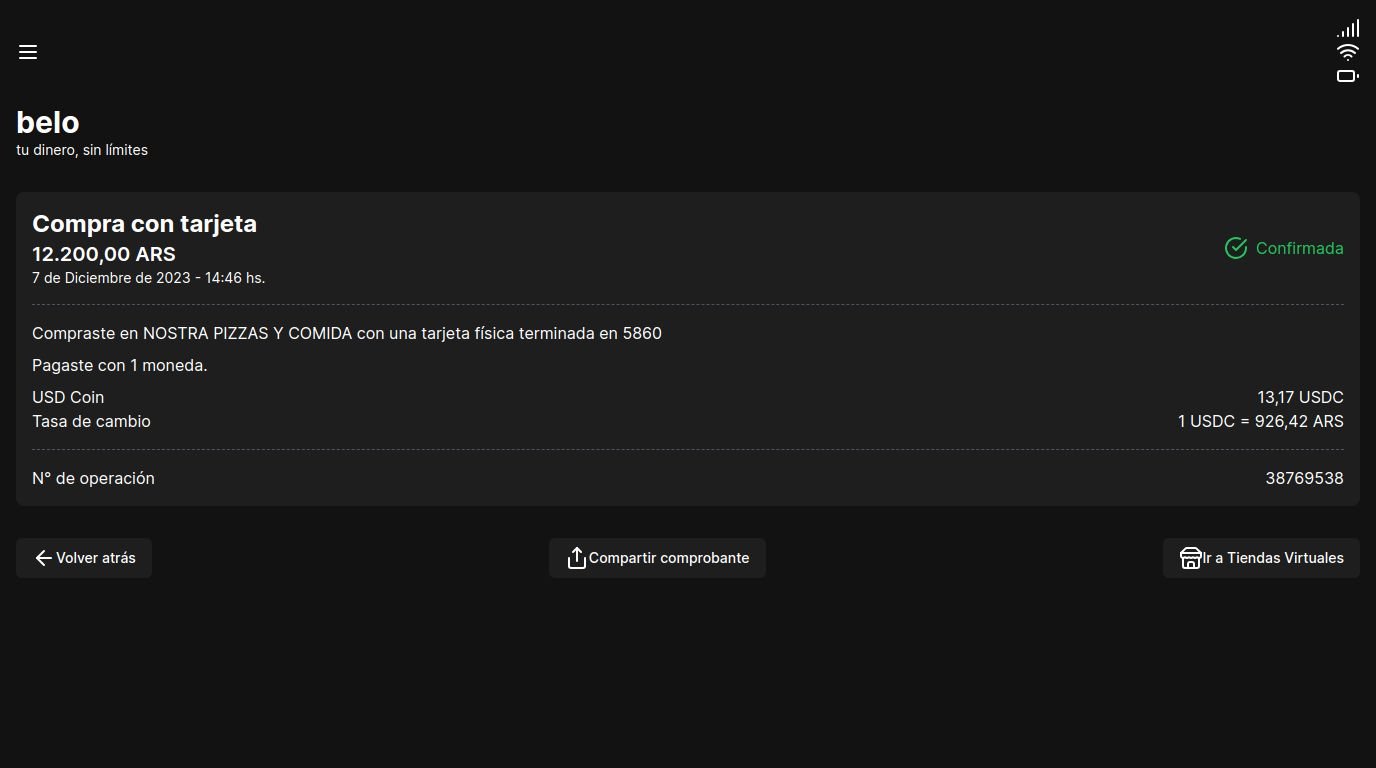 belo
tu dinero, sin límites
Compra con tarjeta
12.200,00 ARS
7 de Diciembre de 2023 - 14:46 hs.
Confirmada
Compraste en NOSTRA PIZZAS Y COMIDA con una tarjeta física terminada en 5860
Pagaste con 1 moneda.
USD Coin 13,17 USDC
Tasa de cambio 1 USDC = 926,42 ARS
N° de operación 38769538
Volver atrás Compartir comprobante Ir a Tiendas Virtuales